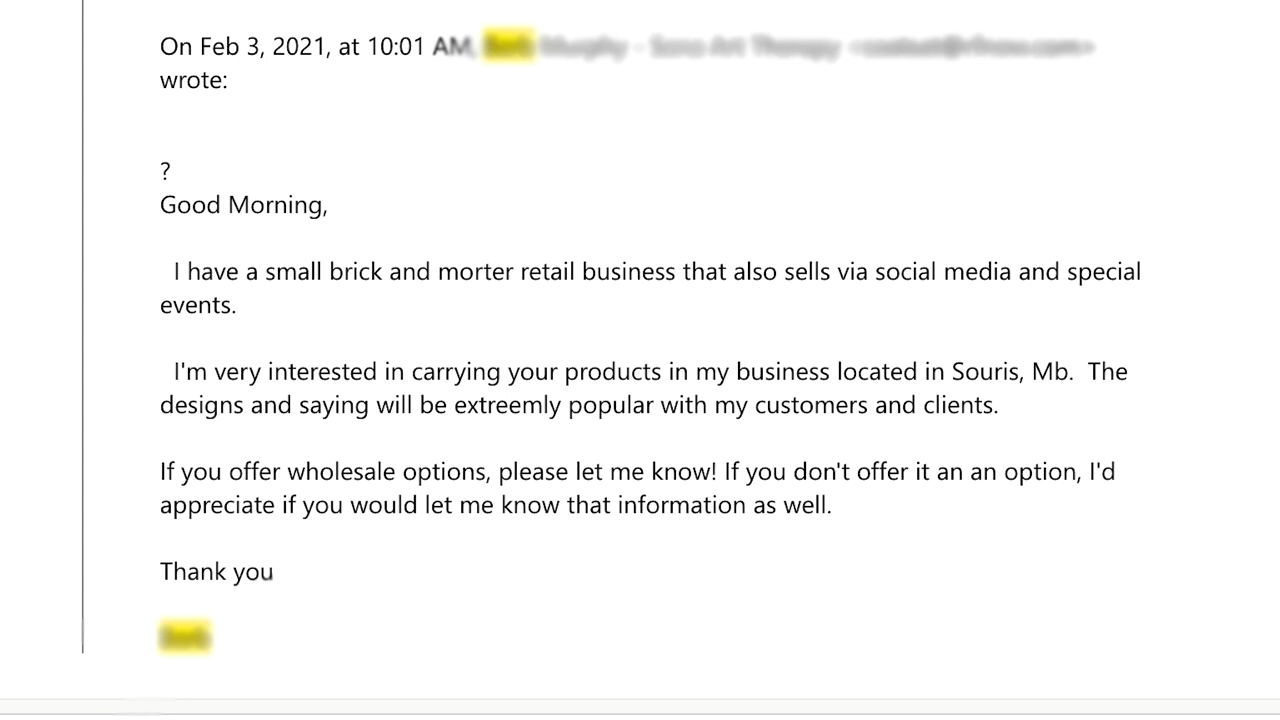 On Feb 3, 2021, at 10:01 AM,
wrote:
?
Good Morning,
I have a small brick and morter retail business that also sells via social media and special
events.
I'm very interested in carrying your products in my business located in Souris, Mb.  The
designs and saying will be extreemly popular with my customers and clients.
If you offer wholesale options, please let me know! If you don't offer it an an option, I'd
appreciate if you would let me know that information as well.
Thank you